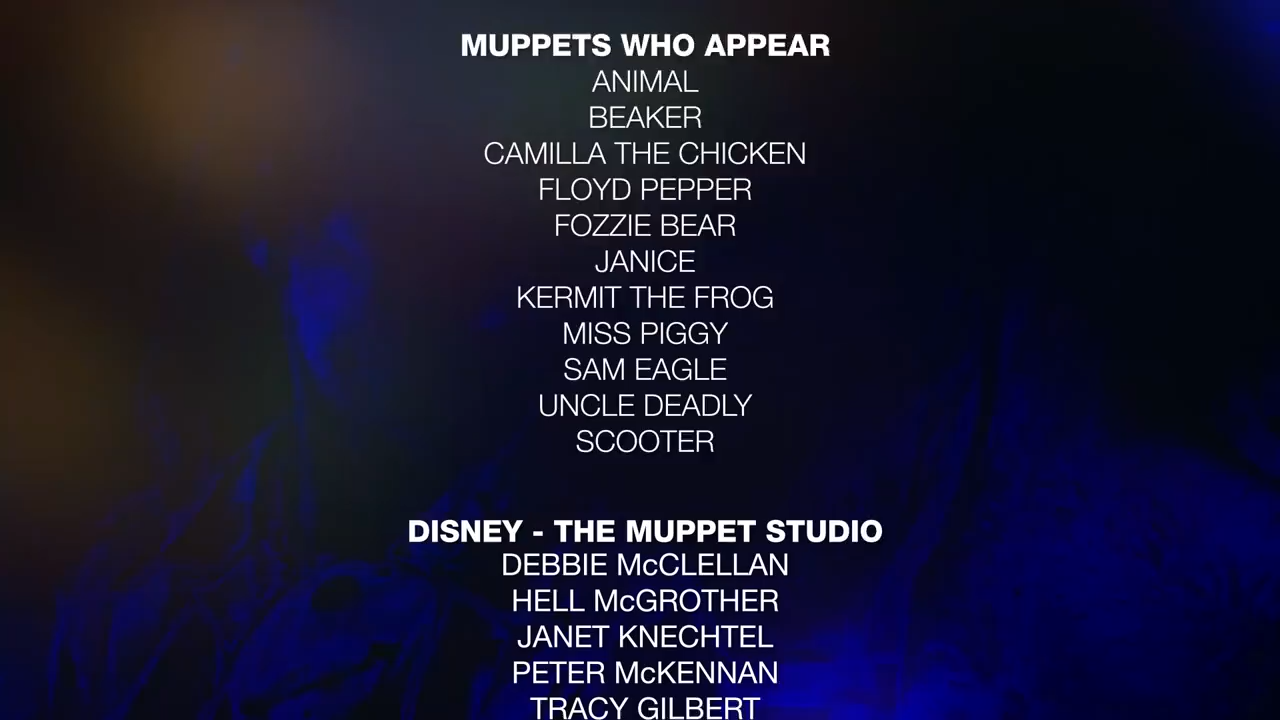 MUPPETS WHO APPEAR
ANIMAL
BEAKER
CAMILLA THE CHICKEN
FLOYD PEPPER
FOZZIE BEAR
JANICE
KERMIT THE FROG
MISS PIGGY
SAM EAGLE
UNCLE DEADLY
SCOOTER
DISNEY - THE MUPPET STUDIO
DEBBIE McCLELLAN
HELL McGROTHER
JANET KNECHTEL
PETER McKENNAN
TRACY GILBERT